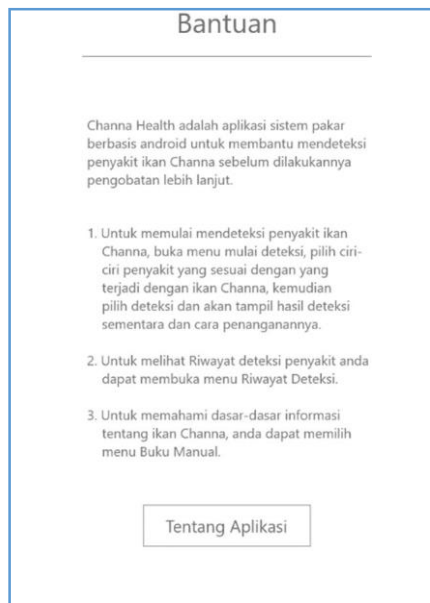 Bantuan
Channa Health adalah aplikasi sistem pakar
berbasis android untuk membantu mendeteksi
penyakit ikan Channa sebelum dilakukannya
pengobatan lebih lanjut.
1. Untuk memulai mendeteksi penyakit ikan
Channa, buka menu mulai deteksi, pilih ciri-
ciri penyakit yang sesuai dengan yang
terjadi dengan ikan Channa, kemudian
pilih deteksi dan akan tampil hasil deteksi
sementara dan cara penanganannya.
2. Untuk melihat Riwayat deteksi penyakit anda
dapat membuka menu Riwayat Deteksi.
3. Untuk memahami dasar-dasar informasi
tentang ikan Channa, anda dapat memilih
menu Buku Manual.
Tentang Aplikasi